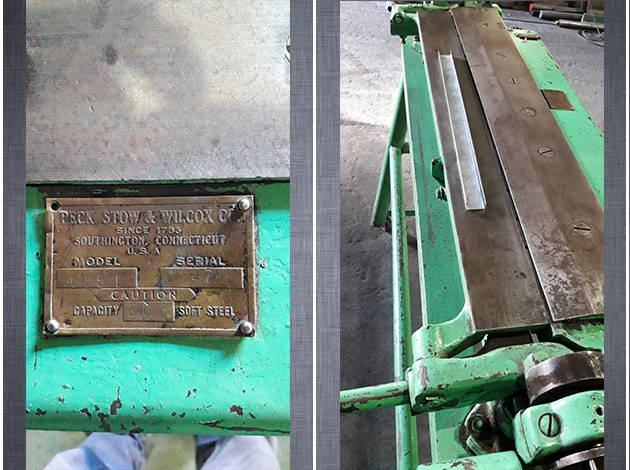 PECK STOW & WILCOX CO.
SINCE 1795
SOUTHINGTON, CONNECTICUT
U.S.A.
MODEL SERIAL
CAUTION
CAPACITY SOFT STEEL